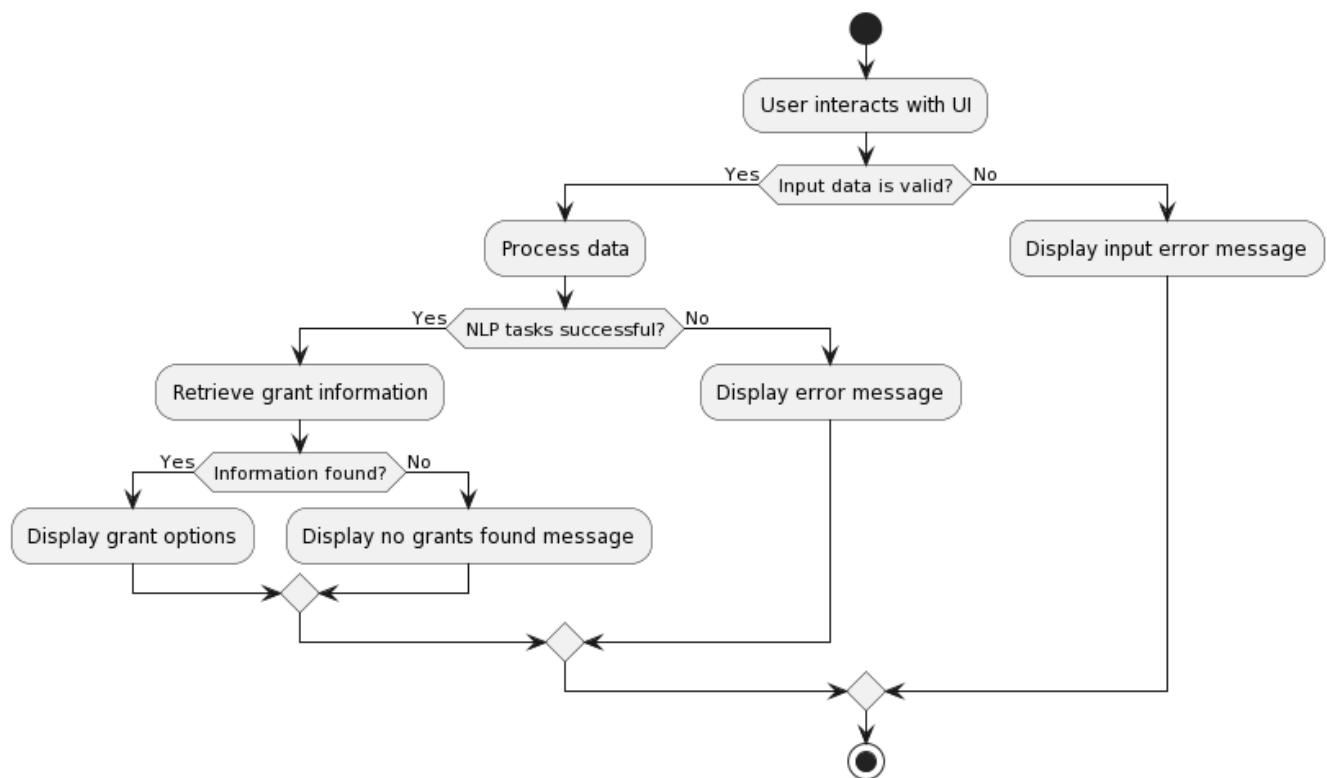 User interacts with UI
Yes
Input data is valid?
No
Process data
Display input error message
Yes
NLP tasks successful?
No
Retrieve grant information
Display error message
Yes
Information found?
No
Display grant options
Display no grants found message